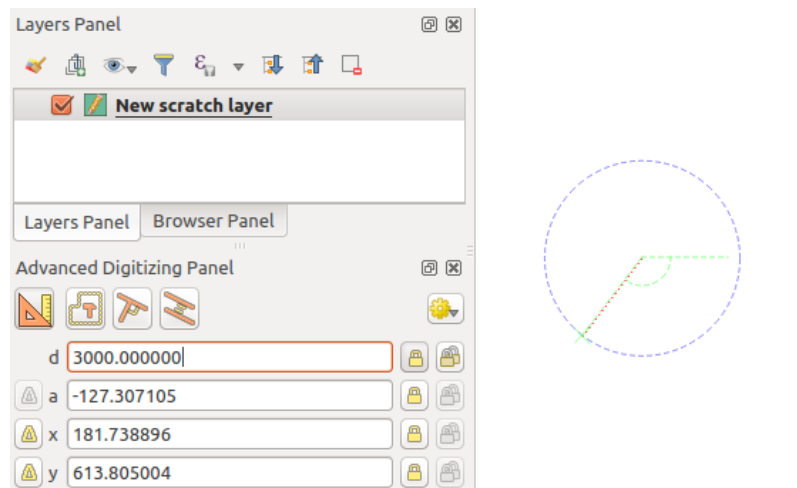 Layers Panel
New scratch layer
Layers Panel Browser Panel
Advanced Digitizing Panel
d 3000.000000
a -127.307105
x 181.738896
y 613.805004